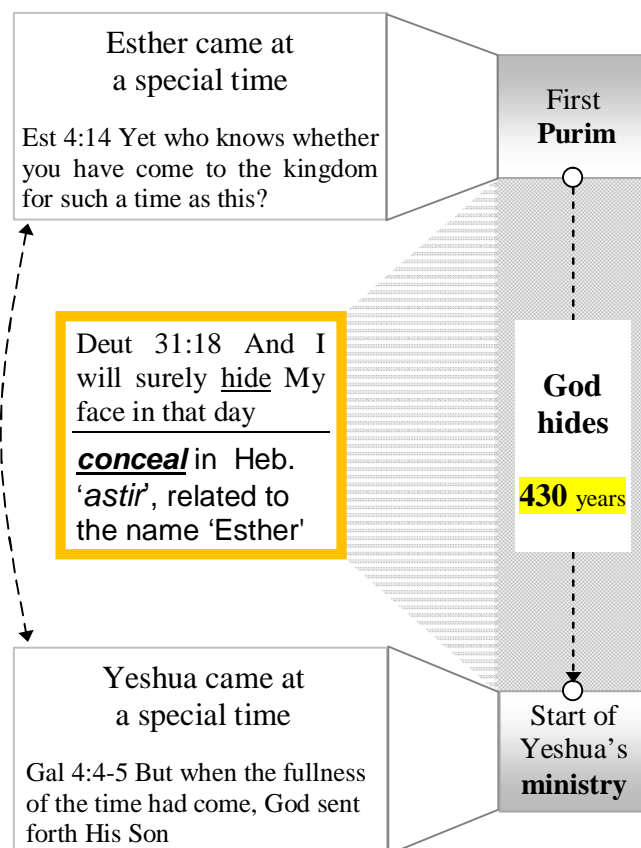 Esther came at
a special time
Est 4:14 Yet who knows whether
you have come to the kingdom
for such a time as this?
First
Purim
Deut 31:18 And I
will surely hide My
face in that day
conceal in Heb.
‘astir’, related to
the name ‘Esther'
God
hides
430 years
Yeshua came at
a special time
Gal 4:4-5 But when the fullness
of the time had come, God sent
forth His Son
Start of
Yeshua’s
ministry